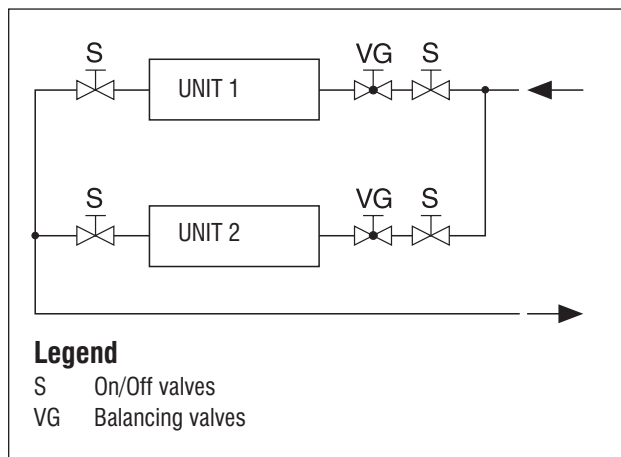 S VG S
UNIT 1
S VG S
UNIT 2
Legend
S On/Off valves
VG Balancing valves